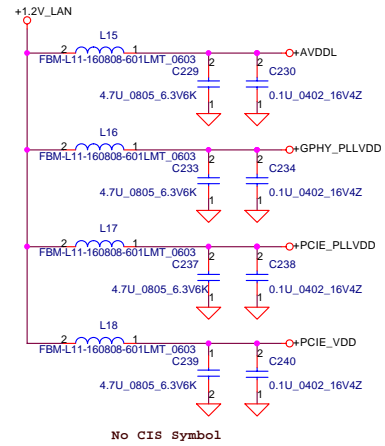 +1.2V_LAN
L15
2 1
FBM-L11-160808-601LMT_0603
+AVDDL
C229 2 2 C230
4.7U_0805_6.3V6K 1 1 0.1U_0402_16V4Z
L16
2 1
FBM-L11-160808-601LMT_0603
+GPHY_PLLVDD
C233 2 2 C234
4.7U_0805_6.3V6K 1 1 0.1U_0402_16V4Z
L17
2 1
FBM-L11-160808-601LMT_0603
+PCIE_PLLVDD
C237 2 2 C238
4.7U_0805_6.3V6K 1 1 0.1U_0402_16V4Z
L18
2 1
FBM-L11-160808-601LMT_0603
+PCIE_VDD
C239 1 2 C240
4.7U_0805_6.3V6K 2 1 0.1U_0402_16V4Z
No CIS Symbol